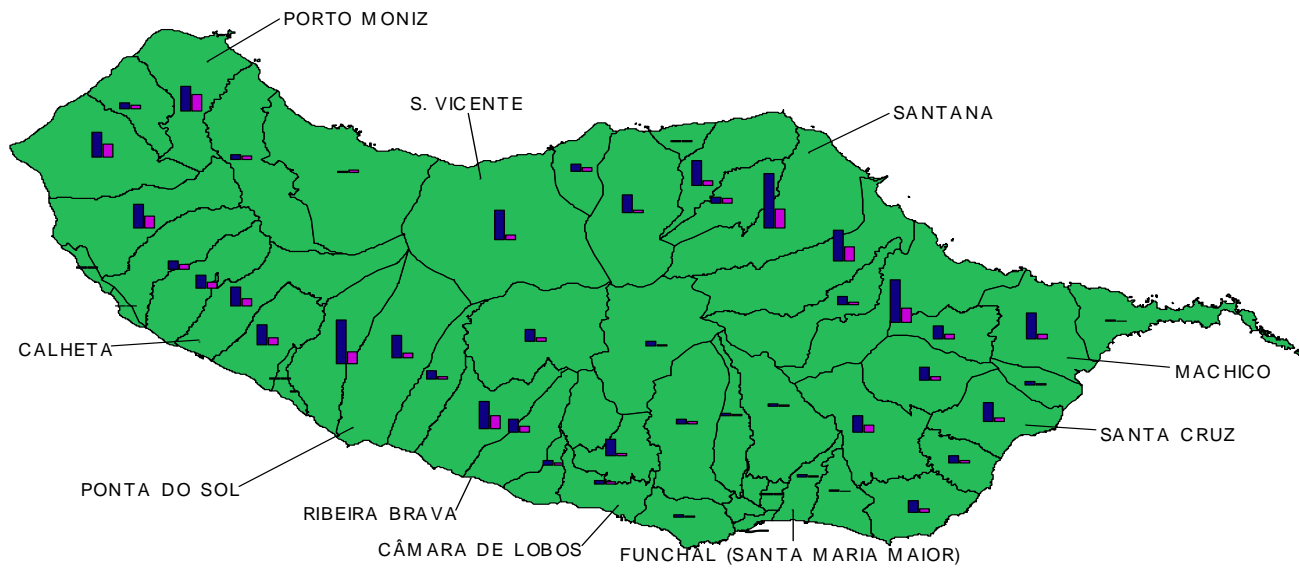 PORTO MONIZ
S. VICENTE
SANTANA
CALHETA
MACHICO
SANTA CRUZ
PONTA DO SOL
RIBEIRA BRAVA
CÂMARA DE LOBOS
FUNCHAL (SANTA MARIA MAIOR)